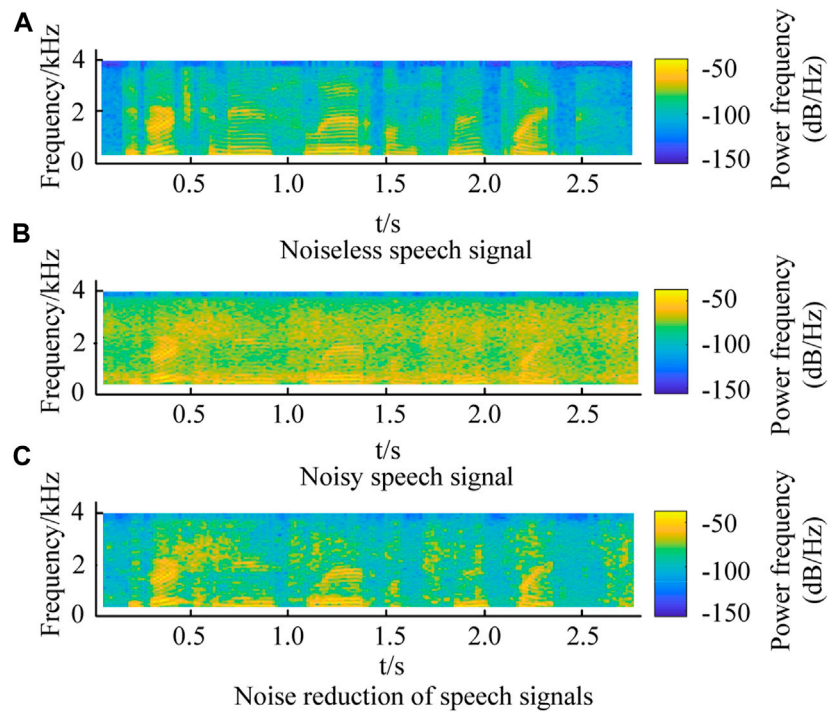 A
Frequency/kHz
4
2
0
0.5 1.0 1.5 2.0 2.5
t/s
Noiseless speech signal
-50
-100
-150
Power frequency
(dB/Hz)
B
Frequency/kHz
4
2
0
0.5 1.0 1.5 2.0 2.5
t/s
Noisy speech signal
-50
-100
-150
Power frequency
(dB/Hz)
C
Frequency/kHz
4
2
0
0.5 1.0 1.5 2.0 2.5
t/s
Noise reduction of speech signals
-50
-100
-150
Power frequency
(dB/Hz)